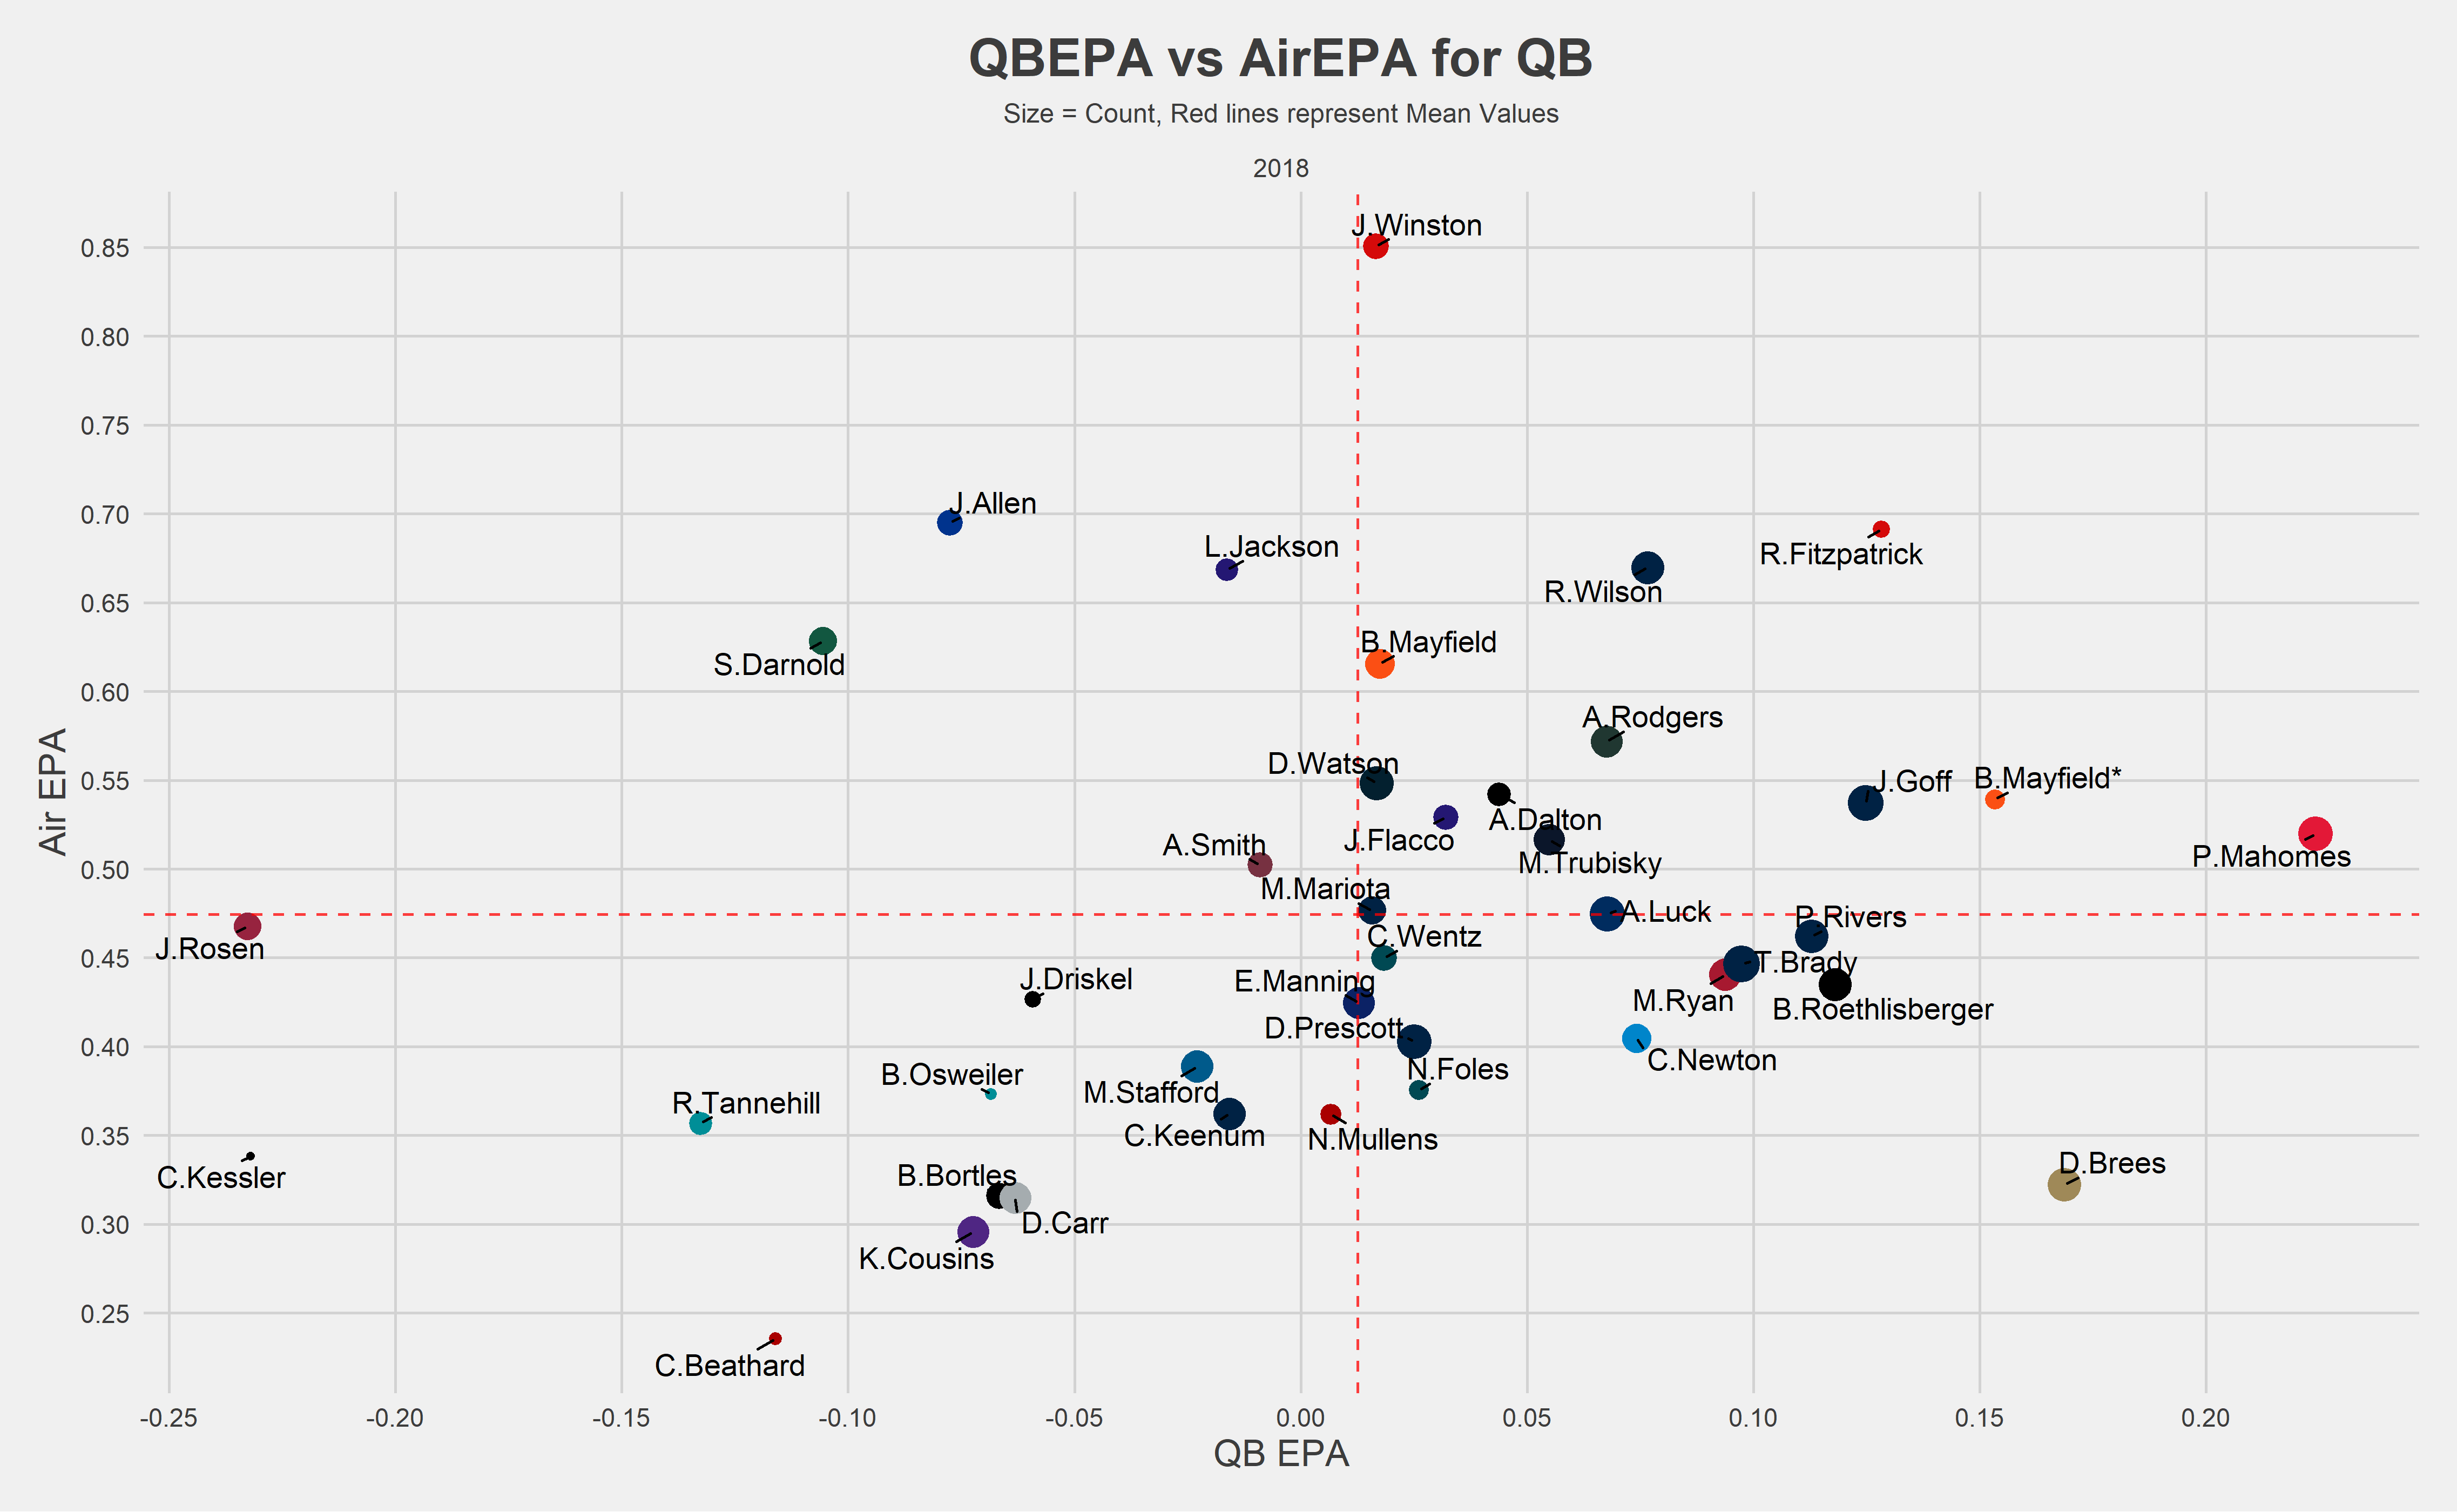 QBEPA vs AirEPA for QB
Size = Count, Red lines represent Mean Values
2018
J.Winston
0.85
0.80
0.75
J.Allen
0.70
L.Jackson
R.Fitzpatrick
R.Wilson
0.65
B.Mayfield
S.Darnold
0.60
A.Rodgers
D.Watson
0.55
J.Goff
B.Mayfield*
A.Dalton
J.Flacco
A.Smith
P.Mahomes
M.Trubisky
0.50
M.Mariota
A.Luck
P.Rivers
C.Wentz
J.Rosen
0.45
T.Brady
J.Driskel
E.Manning
M.Ryan
B.Roethlisberger
D.Prescott
0.40
C.Newton
N.Foles
B.Osweiler
M.Stafford
R.Tannehill
0.35
C.Keenum
N.Mullens
D.Brees
C.Kessler
B.Bortles
0.30
D.Carr
K.Cousins
0.25
C.Beathard
Air EPA
-0.25 -0.20 -0.15 -0.10 -0.05 0.00 0.05 0.10 0.15 0.20
QB EPA